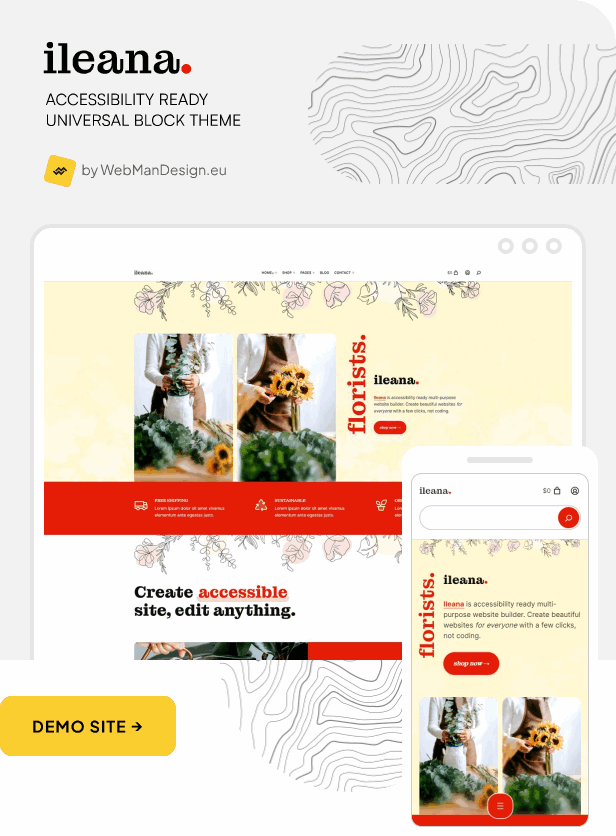 ileana.
ACCESSIBILITY READY
UNIVERSAL BLOCK THEME
by WebManDesign.eu
ileana.
HOME
SHOP
PAGES
BLOG
CONTACT
$0
florists.
ileana.
Ileana is accessibility ready multi-purpose
website builder. Create beautiful websites for
everyone with a few clicks, not coding.
shop now →
FREE SHIPPING
Lorem ipsum dolor sit amet vivamus
elementum ante egestas justo.
SUSTAINABLE
Lorem ipsum dolor sit amet vivamus
elementum ante egestas justo.
Create accessible
site, edit anything.
ileana.
$0
florists.
ileana.
Ileana is accessibility ready multi-
purpose website builder. Create beautiful
websites for everyone with a few clicks,
not coding.
shop now →
DEMO SITE →